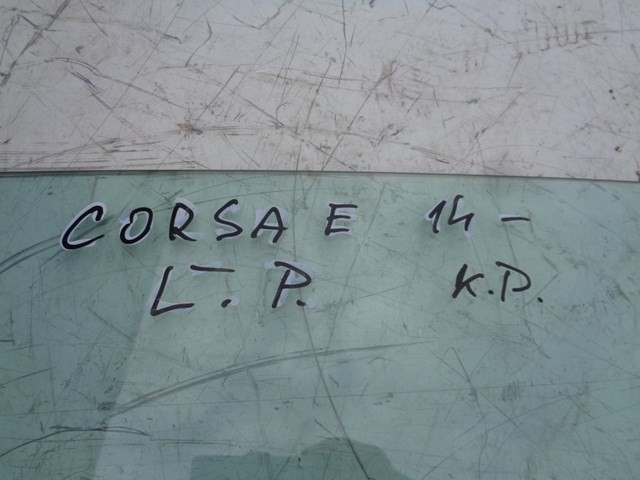 CORSA E 14 -
L. P. K.P.